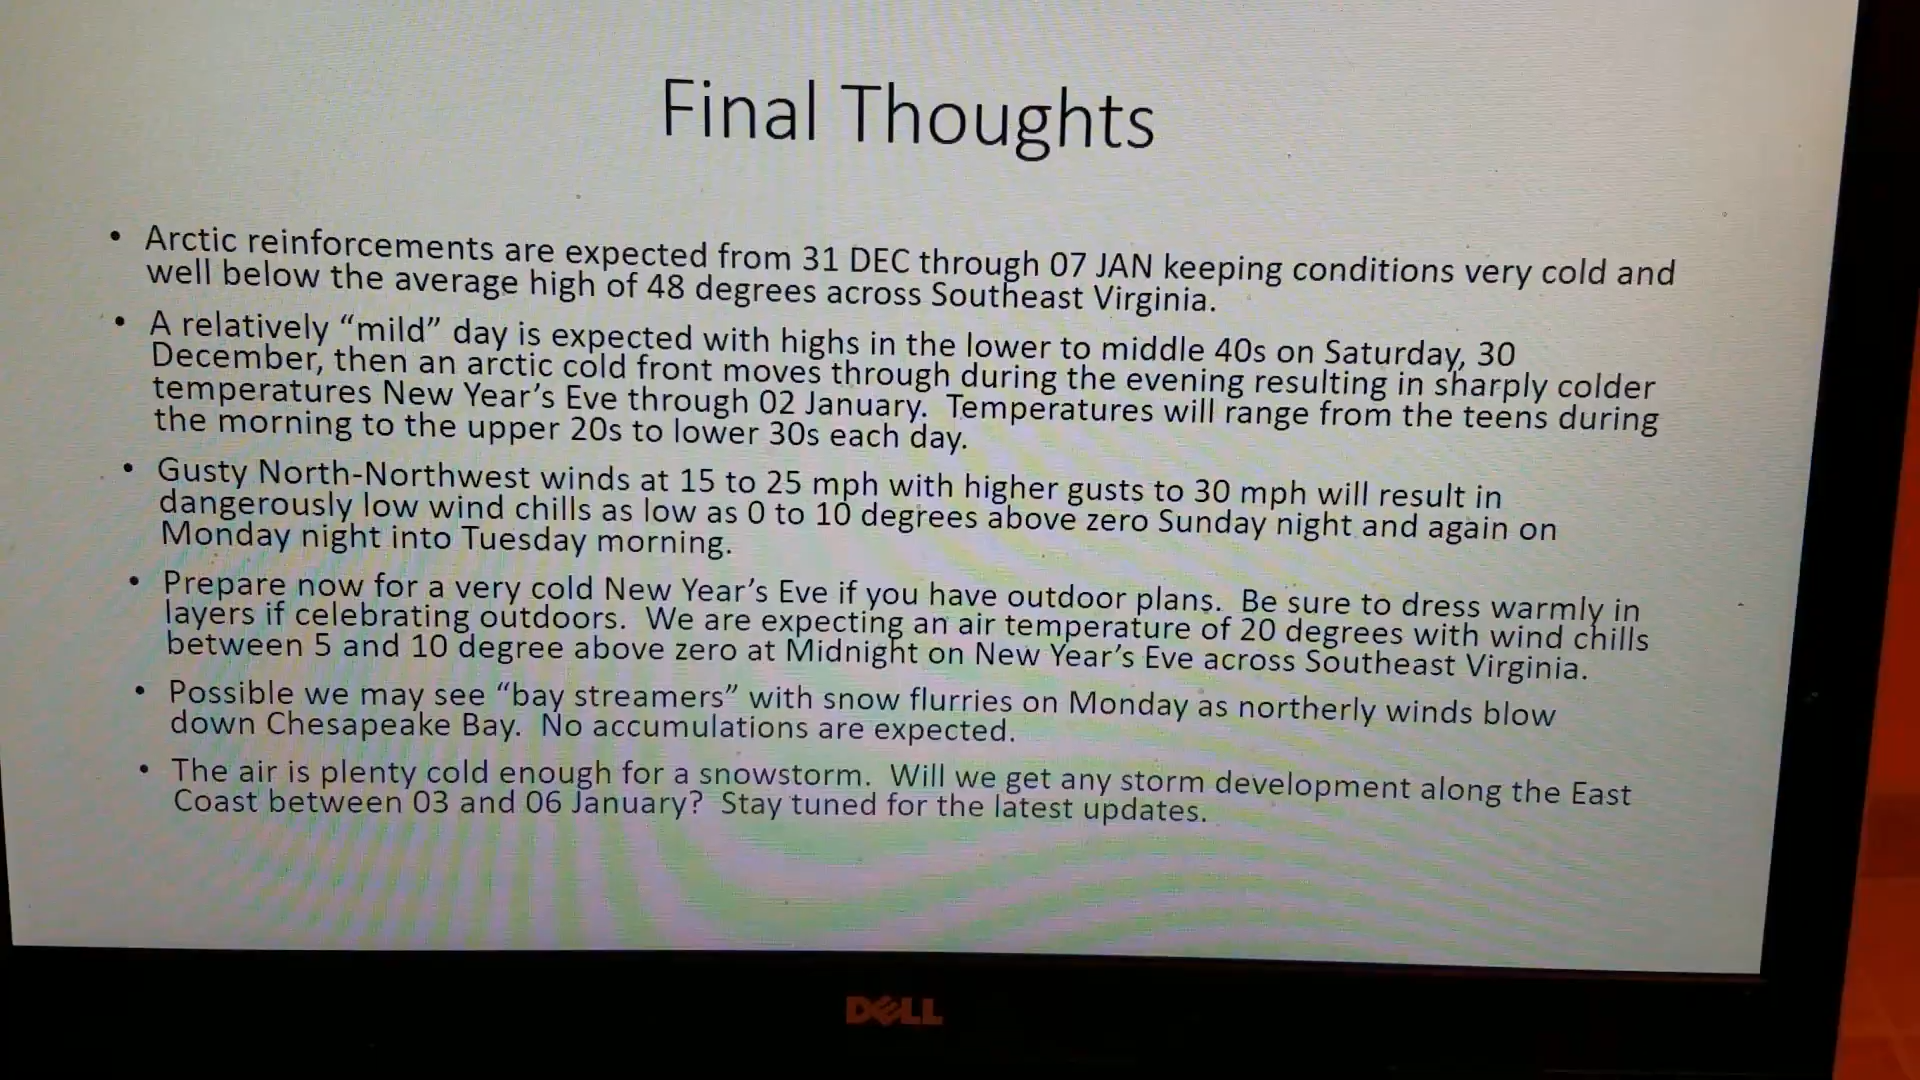 Final Thoughts
• Arctic reinforcements are expected from 31 DEC through 07 JAN keeping conditions very cold and
well below the average high of 48 degrees across Southeast Virginia.
• A relatively “mild” day is expected with highs in the lower to middle 40s on Saturday, 30
December, then an arctic cold front moves through during the evening resulting in sharply colder
temperatures New Year’s Eve through 02 January.  Temperatures will range from the teens during
the morning to the upper 20s to lower 30s each day.
• Gusty North-Northwest winds at 15 to 25 mph with higher gusts to 30 mph will result in
dangerously low wind chills as low as 0 to 10 degrees above zero Sunday night and again on
Monday night into Tuesday morning.
• Prepare now for a very cold New Year’s Eve if you have outdoor plans.  Be sure to dress warmly in
layers if celebrating outdoors.  We are expecting an air temperature of 20 degrees with wind chills
between 5 and 10 degree above zero at Midnight on New Year’s Eve across Southeast Virginia.
• Possible we may see “bay streamers” with snow flurries on Monday as northerly winds blow
down Chesapeake Bay.  No accumulations are expected.
• The air is plenty cold enough for a snowstorm.  Will we get any storm development along the East
Coast between 03 and 06 January?  Stay tuned for the latest updates.
DELL